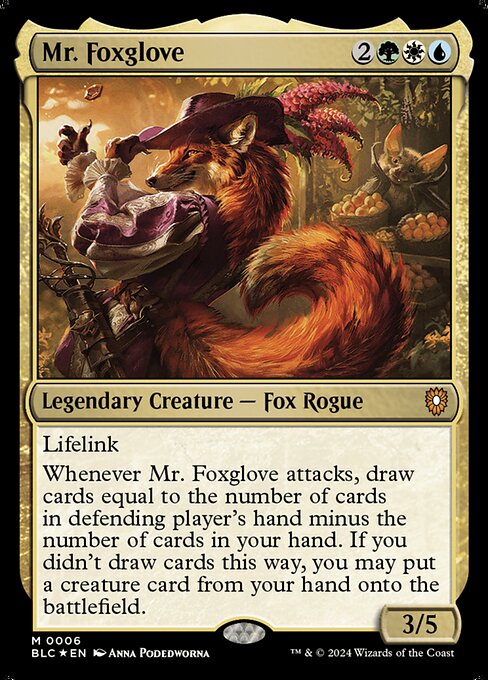 Mr. Foxglove 2
Legendary Creature — Fox Rogue
Lifelink
Whenever Mr. Foxglove attacks, draw
cards equal to the number of cards
in defending player's hand minus the
number of cards in your hand. If you
didn't draw cards this way, you may put
a creature card from your hand onto the
battlefield.
3/5
M 0006
BLC ★ EN Anna Podedworna
™ & © 2024 Wizards of the Coast